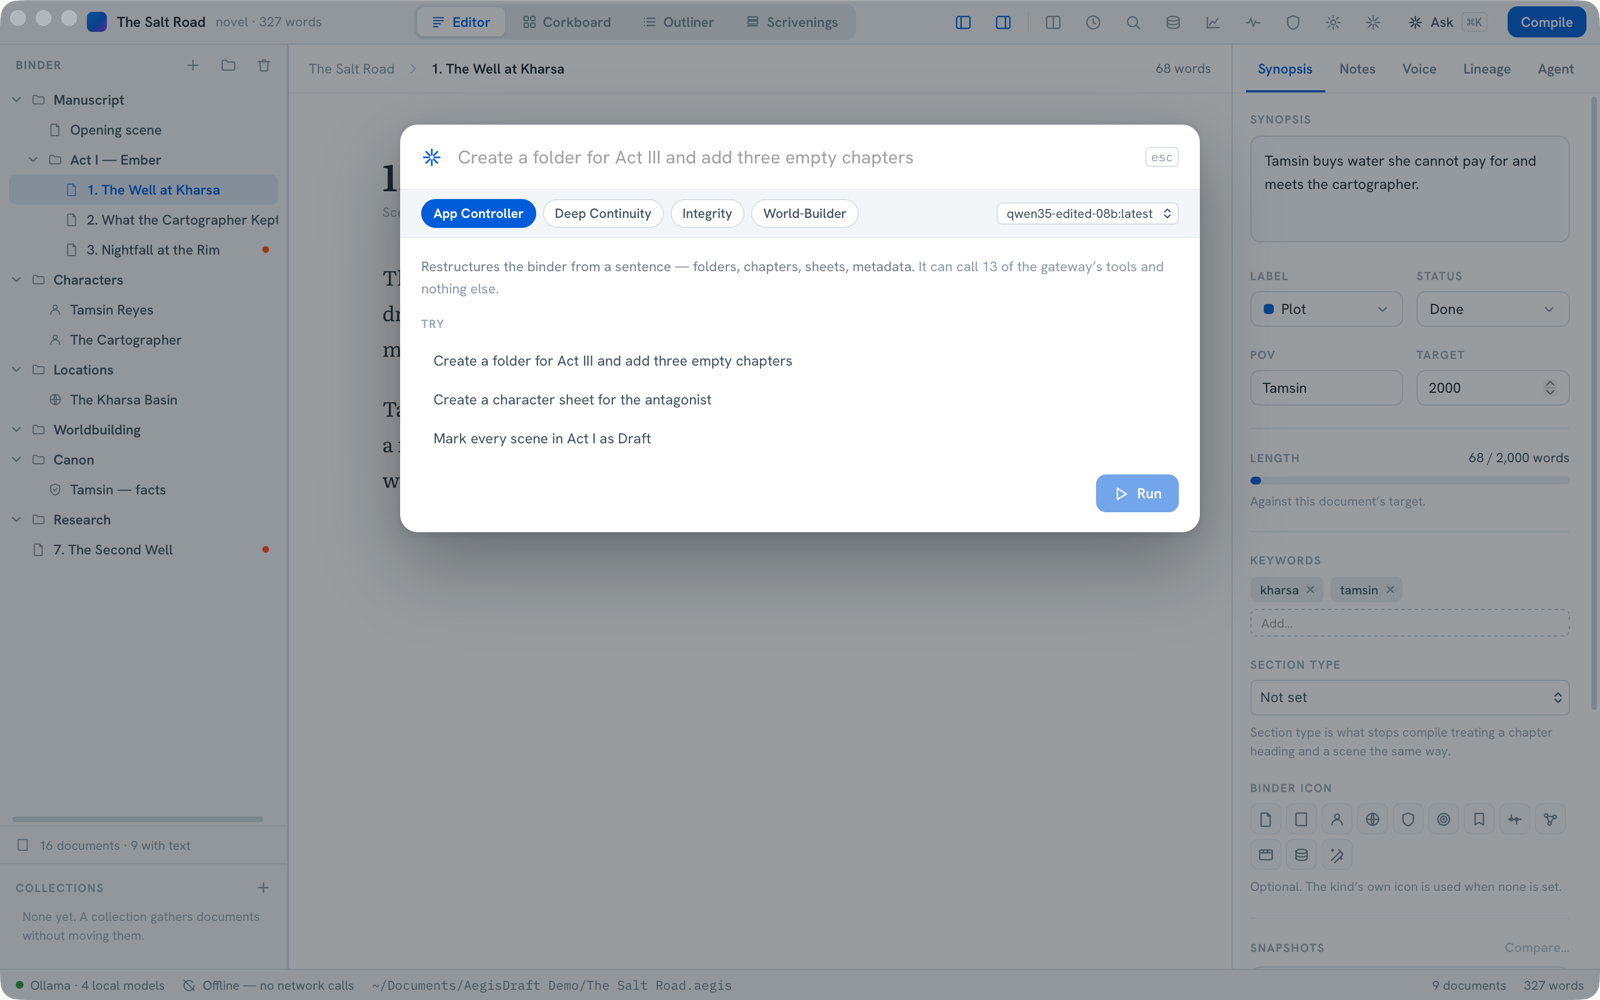 The Salt Road novel · 327 words
Editor
Corkboard
Outliner
Scrivenings
Ask ⌘K
Compile
BINDER
Manuscript
Opening scene
Act I — Ember
1. The Well at Kharsa
2. What the Cartographer Kept
3. Nightfall at the Rim
Characters
Tamsin Reyes
The Cartographer
Locations
The Kharsa Basin
Worldbuilding
Canon
Tamsin — facts
Research
7. The Second Well
16 documents · 9 with text
COLLECTIONS
None yet. A collection gathers documents
without moving them.
The Salt Road
1. The Well at Kharsa
68 words
Create a folder for Act III and add three empty chapters
esc
App Controller
Deep Continuity
Integrity
World-Builder
qwen35-edited-08b:latest
Restructures the binder from a sentence — folders, chapters, sheets, metadata. It can call 13 of the gateway’s tools and
nothing else.
TRY
Create a folder for Act III and add three empty chapters
Create a character sheet for the antagonist
Mark every scene in Act I as Draft
Run
Synopsis
Notes
Voice
Lineage
Agent
SYNOPSIS
Tamsin buys water she cannot pay for and
meets the cartographer.
LABEL
STATUS
Plot
Done
POV
TARGET
Tamsin
2000
LENGTH
68 / 2,000 words
Against this document’s target.
KEYWORDS
kharsa
tamsin
Add…
SECTION TYPE
Not set
Section type is what stops compile treating a chapter
heading and a scene the same way.
BINDER ICON
Optional. The kind’s own icon is used when none is set.
SNAPSHOTS
Compare…
Ollama · 4 local models
Offline — no network calls
~/Documents/AegisDraft Demo/The Salt Road.aegis
9 documents
327 words